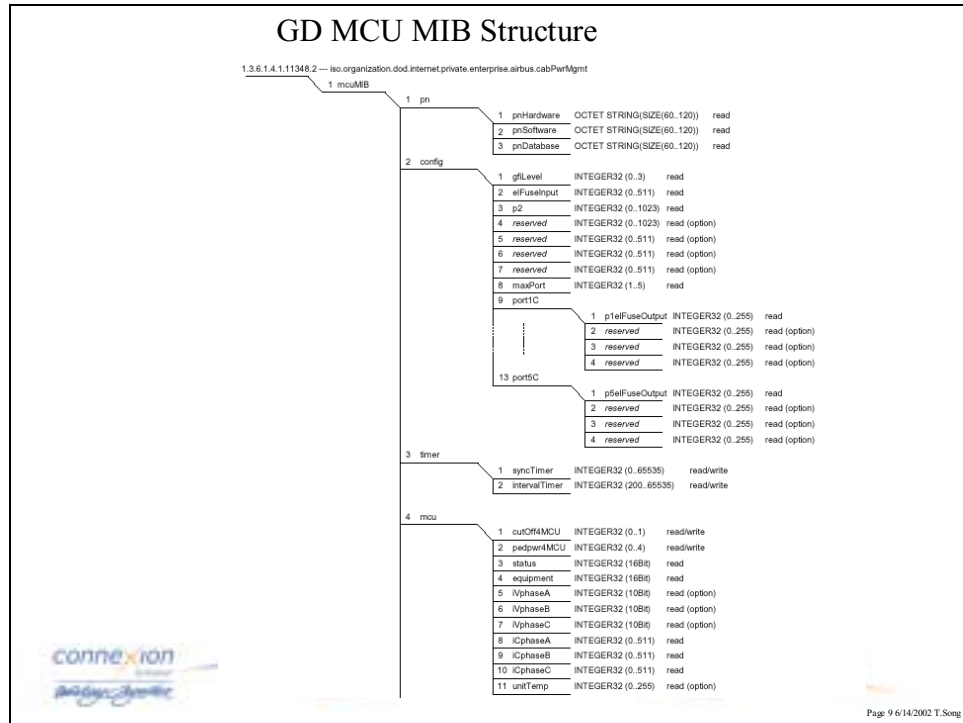 GD MCU MIB Structure
1.3.6.1.4.1.11348.2 --- iso.organization.dod.internet.private.enterprise.airbus.cabPwrMgmt
1 mcuMIB
1 pn
1 pnHardware OCTET STRING(SIZE(60..120)) read
2 pnSoftware OCTET STRING(SIZE(60..120)) read
3 pnDatabase OCTET STRING(SIZE(60..120)) read
2 config
1 gfiLevel INTEGER32 (0..3) read
2 elFuseInput INTEGER32 (0..511) read
3 p2 INTEGER32 (0..1023) read
4 reserved INTEGER32 (0..1023) read (option)
5 reserved INTEGER32 (0..511) read (option)
6 reserved INTEGER32 (0..511) read (option)
7 reserved INTEGER32 (0..511) read (option)
8 maxPort INTEGER32 (1..5) read
9 port1C
1 p1elFuseOutput INTEGER32 (0..255) read
2 reserved INTEGER32 (0..255) read (option)
3 reserved INTEGER32 (0..255) read (option)
4 reserved INTEGER32 (0..255) read (option)
13 port5C
1 p5elFuseOutput INTEGER32 (0..255) read
2 reserved INTEGER32 (0..255) read (option)
3 reserved INTEGER32 (0..255) read (option)
4 reserved INTEGER32 (0..255) read (option)
3 timer
1 syncTimer INTEGER32 (0..65535) read/write
2 intervalTimer INTEGER32 (200..65535) read/write
4 mcu
1 cutOff4MCU INTEGER32 (0..1) read/write
2 pedpwr4MCU INTEGER32 (0..4) read/write
3 status INTEGER32 (16Bit) read
4 equipment INTEGER32 (16Bit) read
5 iVphaseA INTEGER32 (10Bit) read (option)
6 iVphaseB INTEGER32 (10Bit) read (option)
7 iVphaseC INTEGER32 (10Bit) read (option)
8 iCphaseA INTEGER32 (0..511) read
9 iCphaseB INTEGER32 (0..511) read
10 iCphaseC INTEGER32 (0..511) read
11 unitTemp INTEGER32 (0..255) read (option)
connexion
Page 9 6/14/2002 T.Song